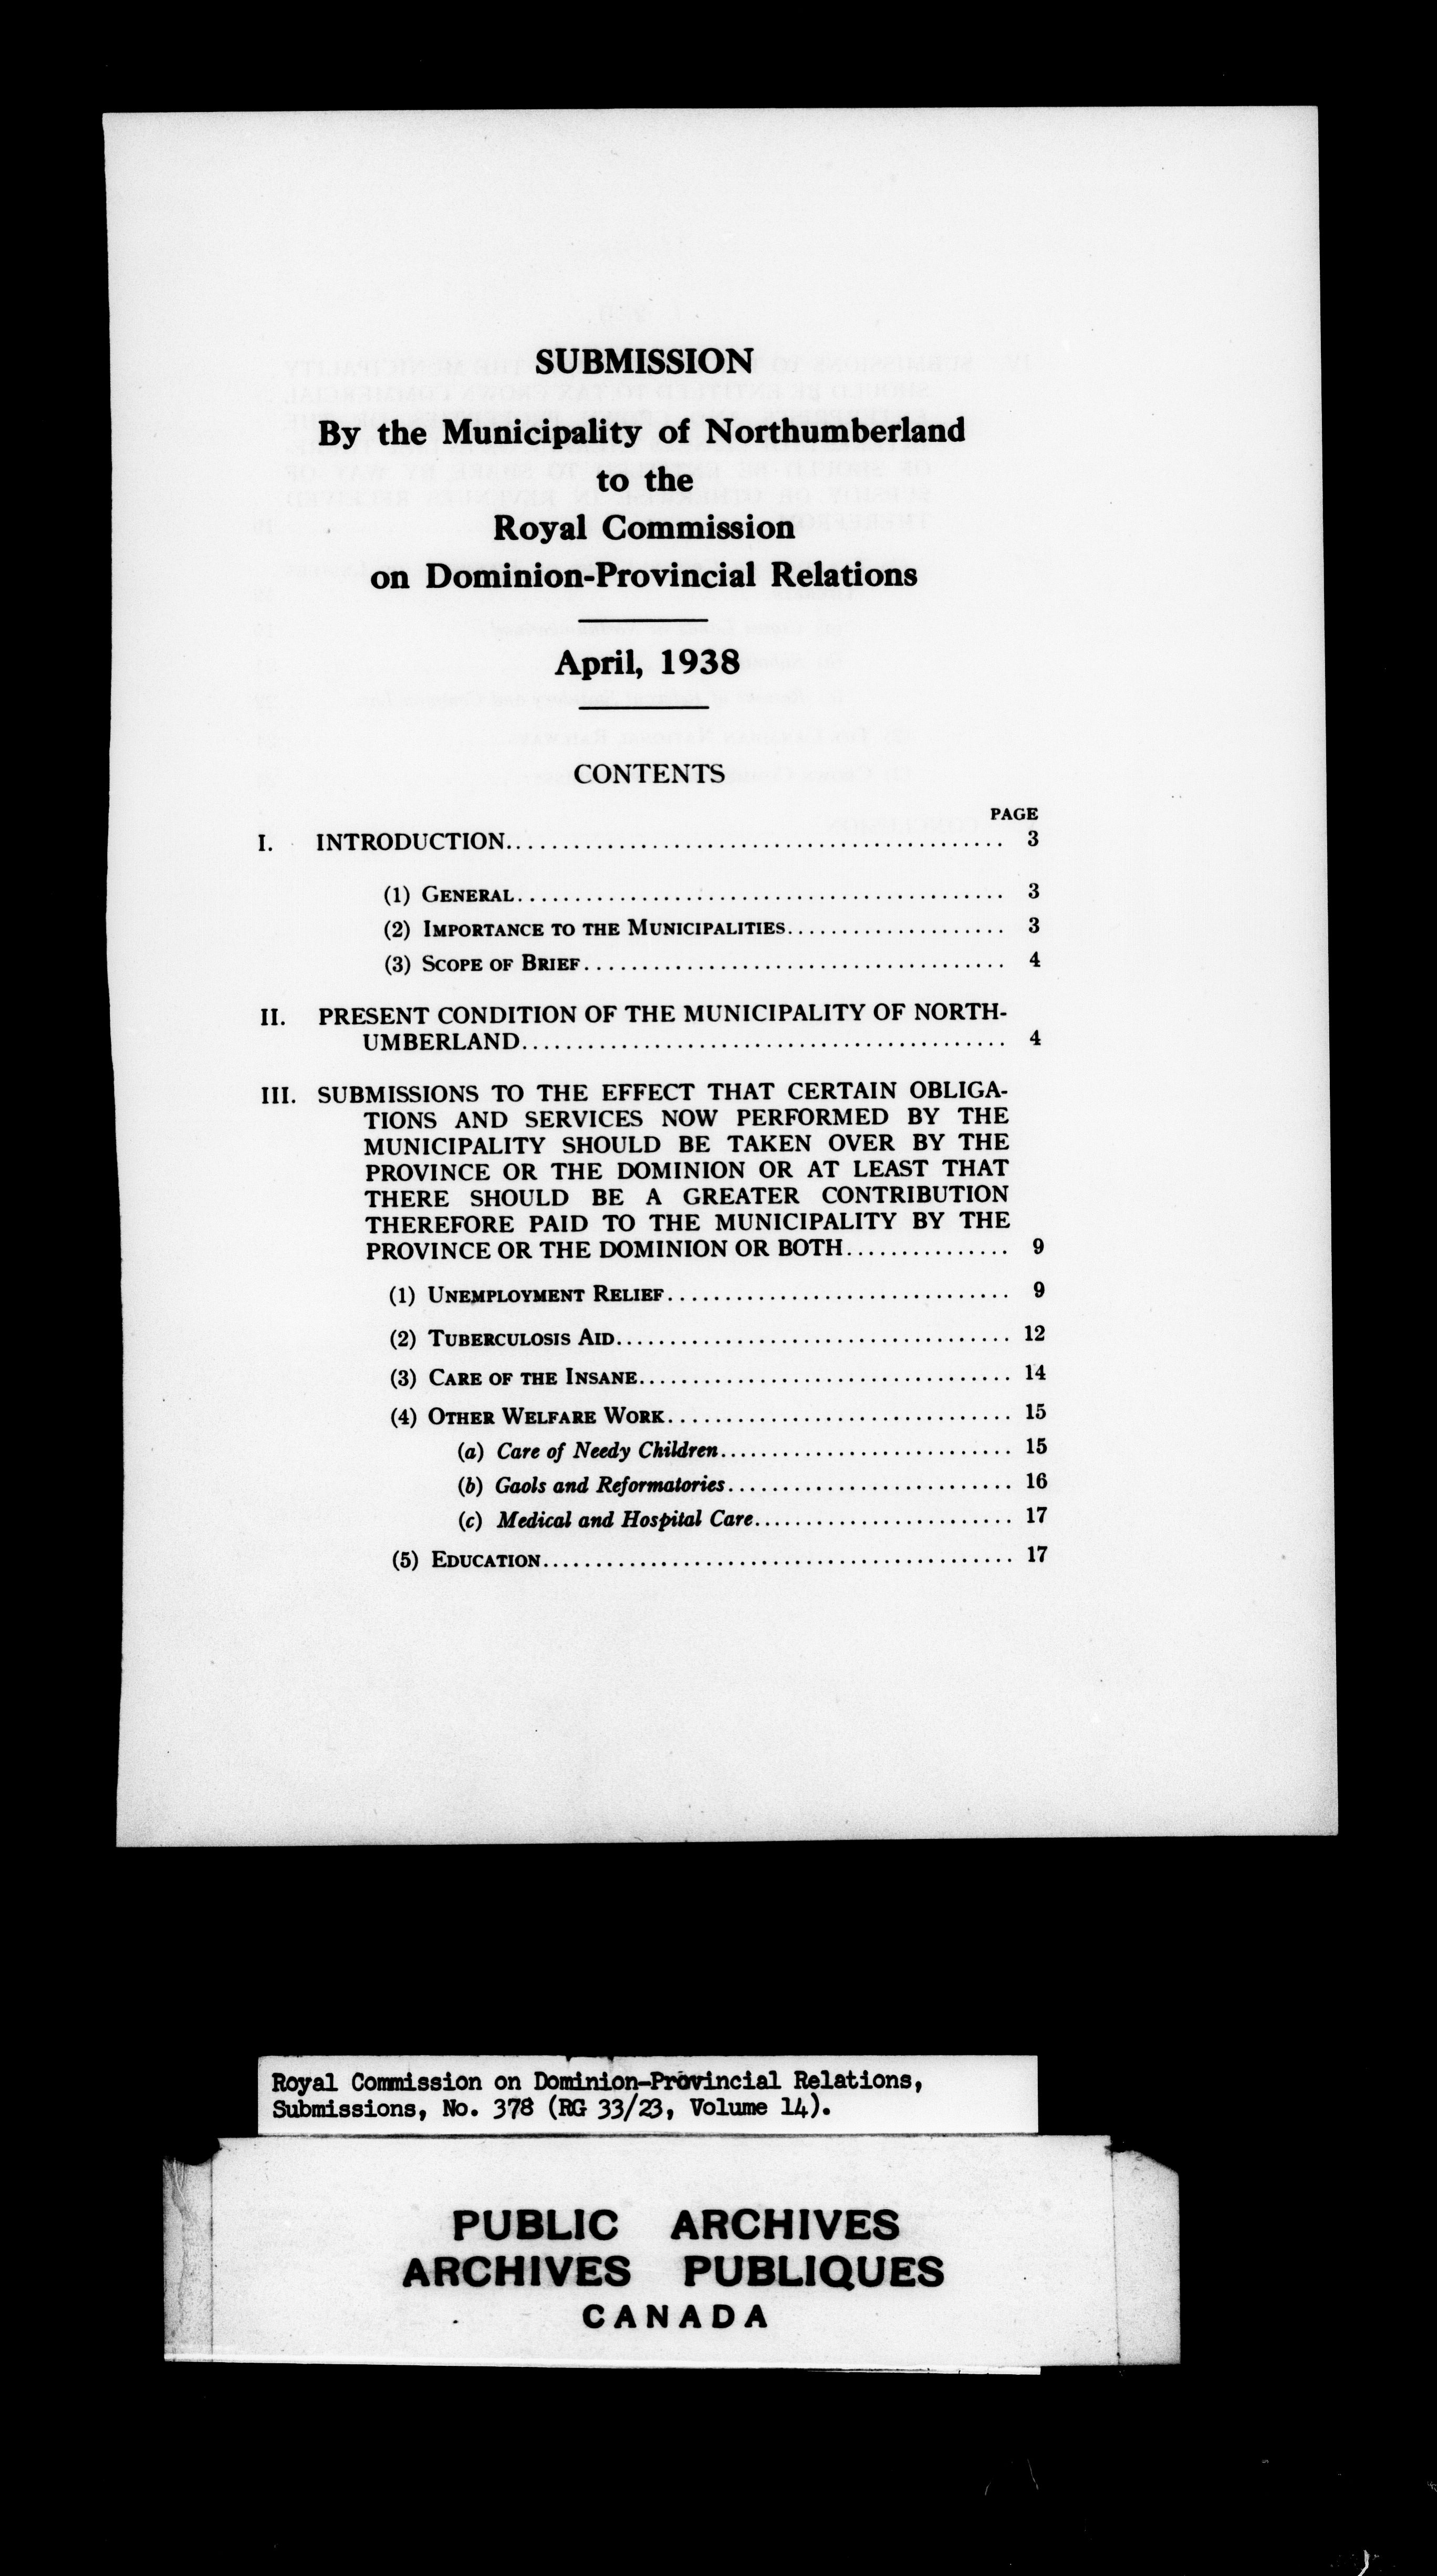 SUBMISSION
By the Municipality of Northumberland
to the
Royal Commission
on Dominion-Provincial Relations
April, 1938
CONTENTS
PAGE
I. INTRODUCTION............................................ 3
(1) GENERAL............................................ 3
(2) IMPORTANCE TO THE MUNICIPALITIES.................... 3
(3) SCOPE OF BRIEF..................................... 4
II. PRESENT CONDITION OF THE MUNICIPALITY OF NORTH-
UMBERLAND............................................ 4
III. SUBMISSIONS TO THE EFFECT THAT CERTAIN OBLIGA-
TIONS AND SERVICES NOW PERFORMED BY THE
MUNICIPALITY SHOULD BE TAKEN OVER BY THE
PROVINCE OR THE DOMINION OR AT LEAST THAT
THERE SHOULD BE A GREATER CONTRIBUTION
THEREFORE PAID TO THE MUNICIPALITY BY THE
PROVINCE OR THE DOMINION OR BOTH............... 9
(1) UNEMPLOYMENT RELIEF............................... 9
(2) TUBERCULOSIS AID.................................... 12
(3) CARE OF THE INSANE.................................. 14
(4) OTHER WELFARE WORK............................... 15
(a) Care of Needy Children........................... 15
(b) Gaols and Reformatories.......................... 16
(c) Medical and Hospital Care........................ 17
(5) EDUCATION........................................... 17
Royal Commission on Dominion-Provincial Relations,
Submissions, No. 378 (RG 33/23, Volume 14).
PUBLIC ARCHIVES
ARCHIVES PUBLIQUES
CANADA